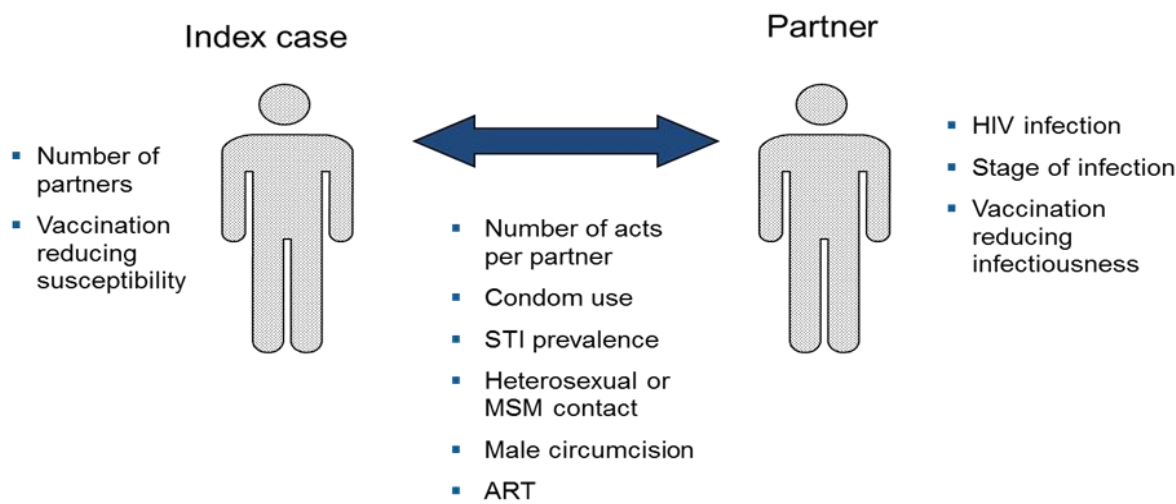 Index case
Partner
▪ Number of
partners
▪ Vaccination
reducing
susceptibility
▪ Number of acts
per partner
▪ Condom use
▪ STI prevalence
▪ Heterosexual or
MSM contact
▪ Male circumcision
▪ ART
▪ HIV infection
▪ Stage of infection
▪ Vaccination
reducing
infectiousness